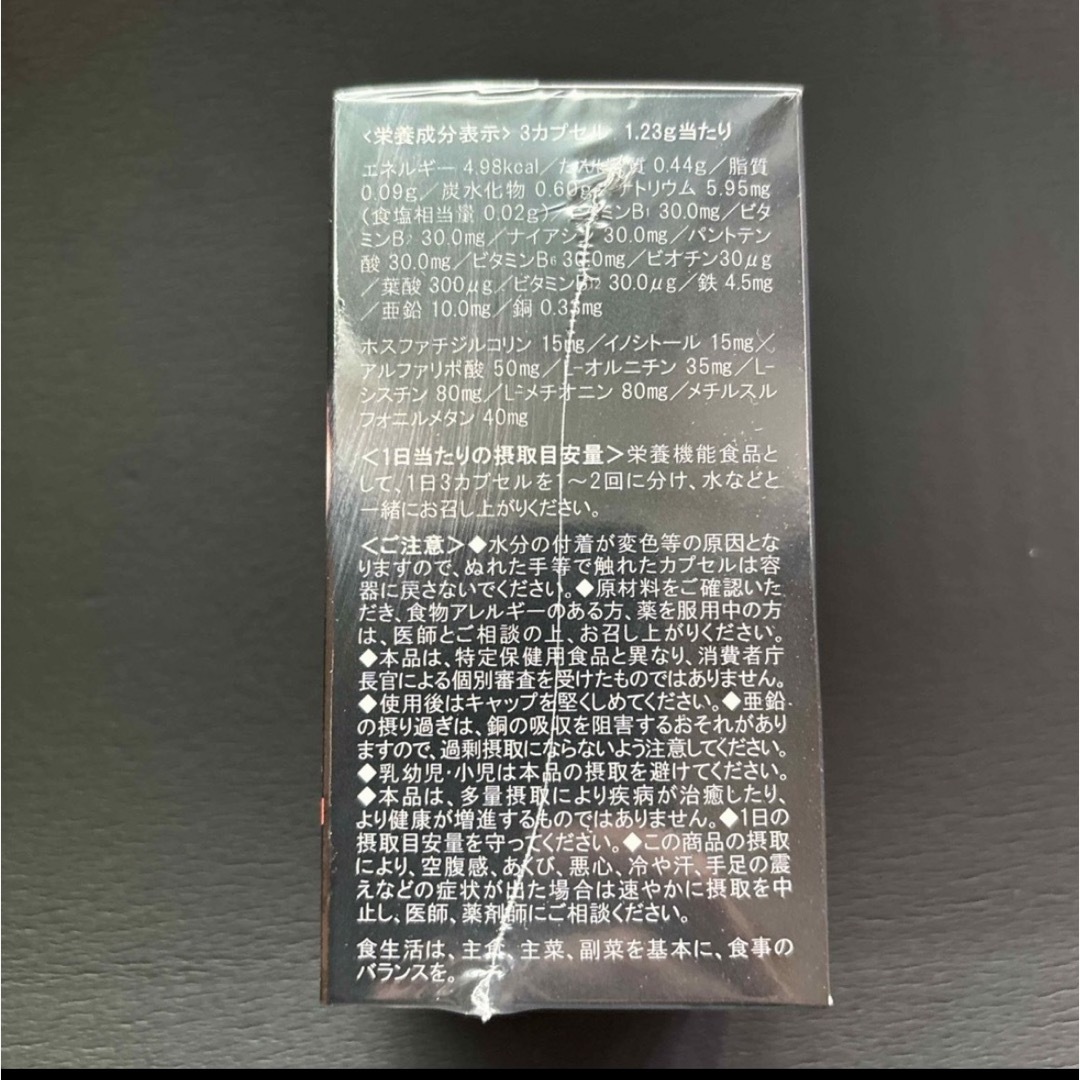 <栄養成分表示> 3カプセル 1.23g当たり
エネルギー 4.98kcal/たんぱく質 0.44g/脂質
0.09g/炭水化物 0.60g/ナトリウム 5.95mg
(食塩相当量 0.02g)/ビタミンB1 30.0mg/ビタ
ミンB2 30.0mg/ナイアシン 30.0mg/パントテン
酸 30.0mg/ビタミンB6 30.0mg/ビオチン30μg
/葉酸 300μg/ビタミンB12 30.0μg/鉄 4.5mg
/亜鉛 10.0mg/銅 0.33mg
ホスファチジルコリン 15mg/イノシトール 15mg/
アルファリポ酸 50mg/L-オルニチン 35mg/L-
シスチン 80mg/L-メチオニン 80mg/メチルスル
フォニルメタン 40mg
<1日当たりの摂取目安量>栄養機能食品と
して、1日3カプセルを1〜2回に分け、水などと
一緒にお召し上がりください。
<ご注意>◆水分の付着が変色等の原因とな
りますので、ぬれた手等で触れたカプセルは容
器に戻さないでください。◆原材料をご確認いた
だき、食物アレルギーのある方、薬を服用中の方
は、医師とご相談の上、お召し上がりください。
◆本品は、特定保健用食品と異なり、消費者庁
長官による個別審査を受けたものではありません。
◆使用後はキャップを堅くしめてください。◆亜鉛
の摂り過ぎは、銅の吸収を阻害するおそれがあり
ますので、過剰摂取にならないよう注意してください。
◆乳幼児・小児は本品の摂取を避けてください。
◆本品は、多量摂取により疾病が治癒したり、
より健康が増進するものではありません。◆1日の
摂取目安量を守ってください。◆この商品の摂取
により、空腹感、あくび、悪心、冷や汗、手足の震
えなどの症状が出た場合は速やかに摂取を中
止し、医師、薬剤師にご相談ください。
食生活は、主食、主菜、副菜を基本に、食事の
バランスを。